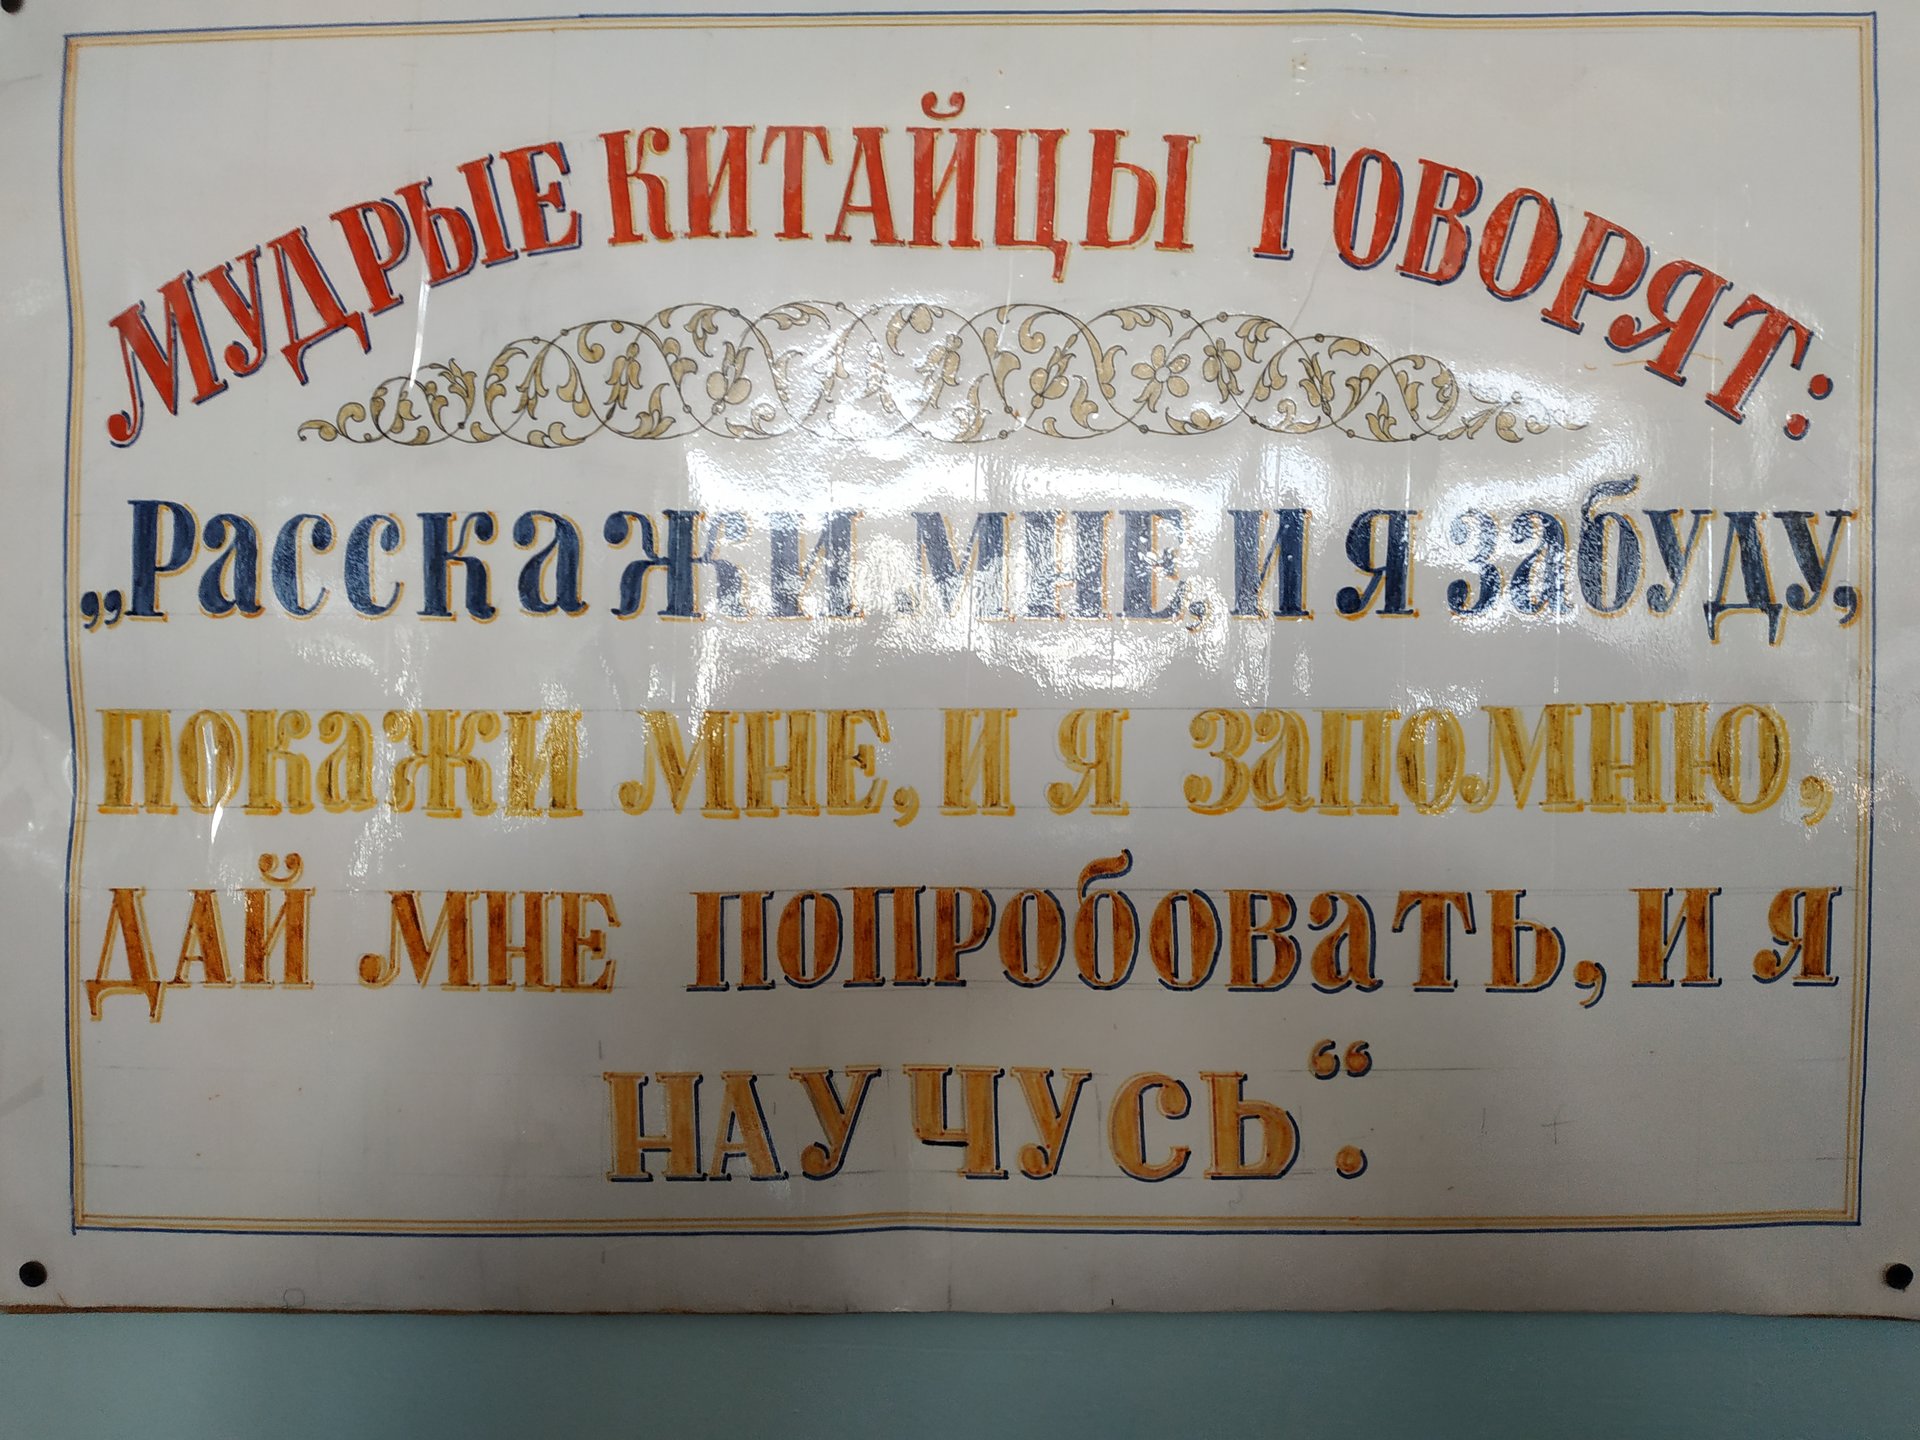 МУДРЫЕ КИТАЙЦЫ ГОВОРЯТ:
„Расскажи мне, и я забуду,
покажи мне, и я запомню,
дай мне попробовать, и я
научусь“.